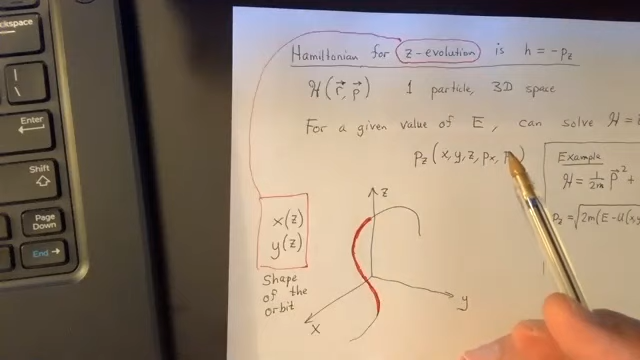 Hamiltonian for z-evolution is h = -pz
H(r⃗, p⃗) 1 particle, 3D space
For a given value of E, can solve H =
pz(x, y, z, px, p
Example
H = 1/2m p⃗² +
pz = √2m(E - U(x,y
x(z)
y(z)
Shape
of the
orbit
z
y
x
Backspace
|
\
Enter
Shift
Page
Down
End